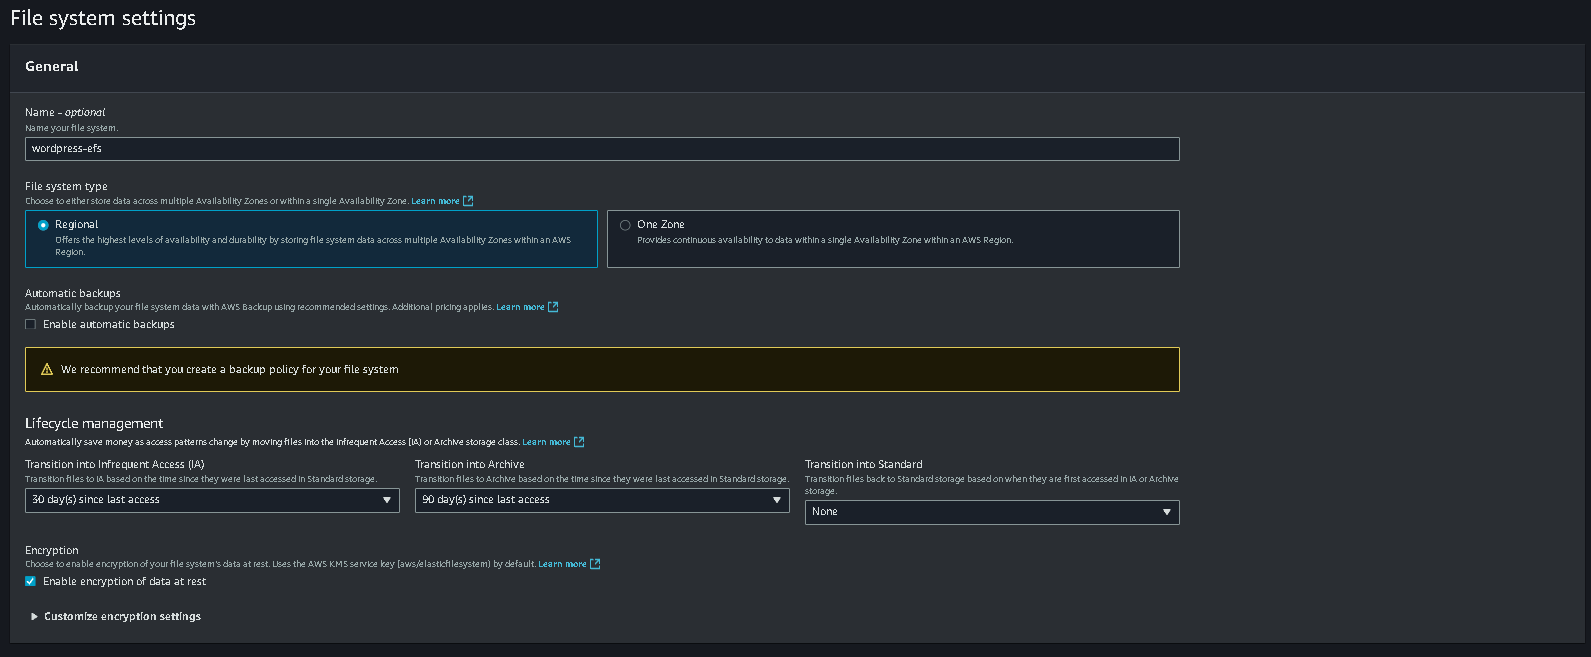 File system settings
General
Name - optional
Name your file system.
wordpress-efs
File system type
Choose to either store data across multiple Availability Zones or within a single Availability Zone. Learn more
Regional
Offers the highest levels of availability and durability by storing file system data across multiple Availability Zones within an AWS
Region.
One Zone
Provides continuous availability to data within a single Availability Zone within an AWS Region.
Automatic backups
Automatically backup your file system data with AWS Backup using recommended settings. Additional pricing applies. Learn more
Enable automatic backups
We recommend that you create a backup policy for your file system
Lifecycle management
Automatically save money as access patterns change by moving files into the Infrequent Access (IA) or Archive storage class. Learn more
Transition into Infrequent Access (IA)
Transition files to IA based on the time since they were last accessed in Standard storage.
30 day(s) since last access
Transition into Archive
Transition files to Archive based on the time since they were last accessed in Standard storage.
90 day(s) since last access
Transition into Standard
Transition files back to Standard storage based on when they are first accessed in IA or Archive
storage.
None
Encryption
Choose to enable encryption of your file system's data at rest. Uses the AWS KMS service key (aws/elasticfilesystem) by default. Learn more
Enable encryption of data at rest
Customize encryption settings